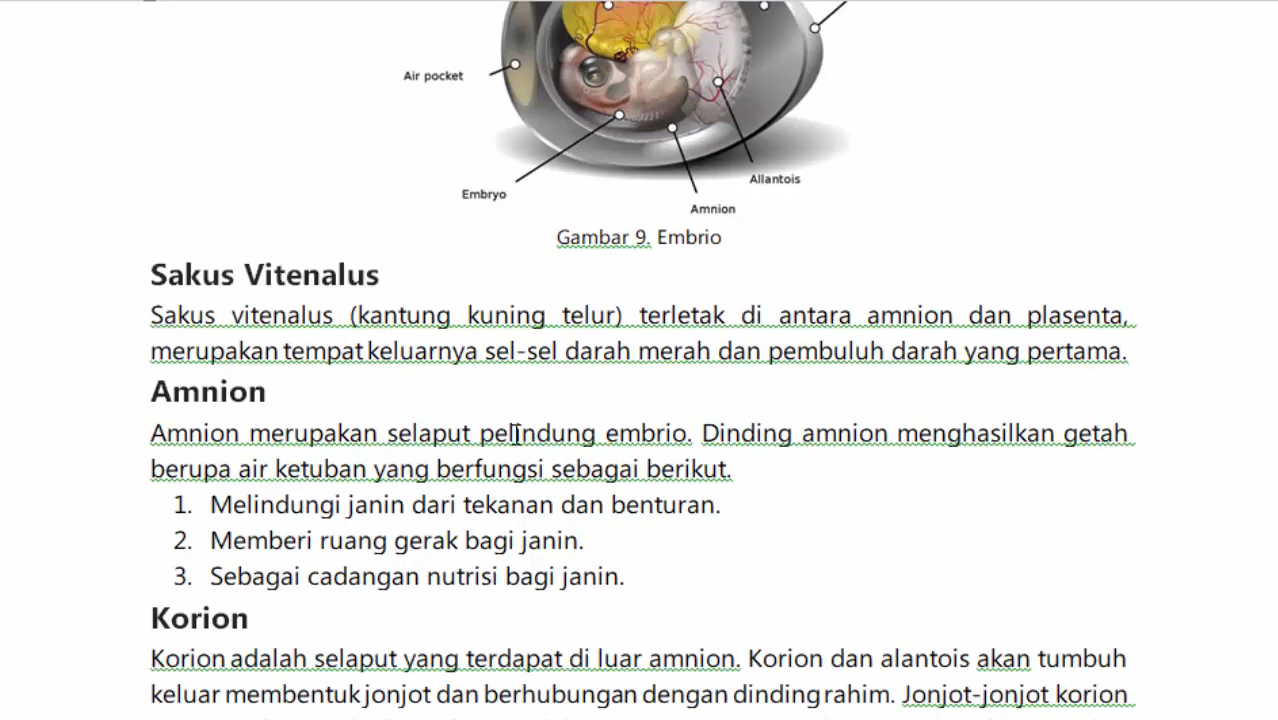 Air pocket
Embryo
Allantois
Amnion
Gambar 9. Embrio
Sakus Vitenalus
Sakus vitenalus (kantung kuning telur) terletak di antara amnion dan plasenta,
merupakan tempat keluarnya sel-sel darah merah dan pembuluh darah yang pertama.
Amnion
Amnion merupakan selaput pelindung embrio. Dinding amnion menghasilkan getah
berupa air ketuban yang berfungsi sebagai berikut.
1. Melindungi janin dari tekanan dan benturan.
2. Memberi ruang gerak bagi janin.
3. Sebagai cadangan nutrisi bagi janin.
Korion
Korion adalah selaput yang terdapat di luar amnion. Korion dan alantois akan tumbuh
keluar membentuk jonjot dan berhubungan dengan dinding rahim. Jonjot-jonjot korion